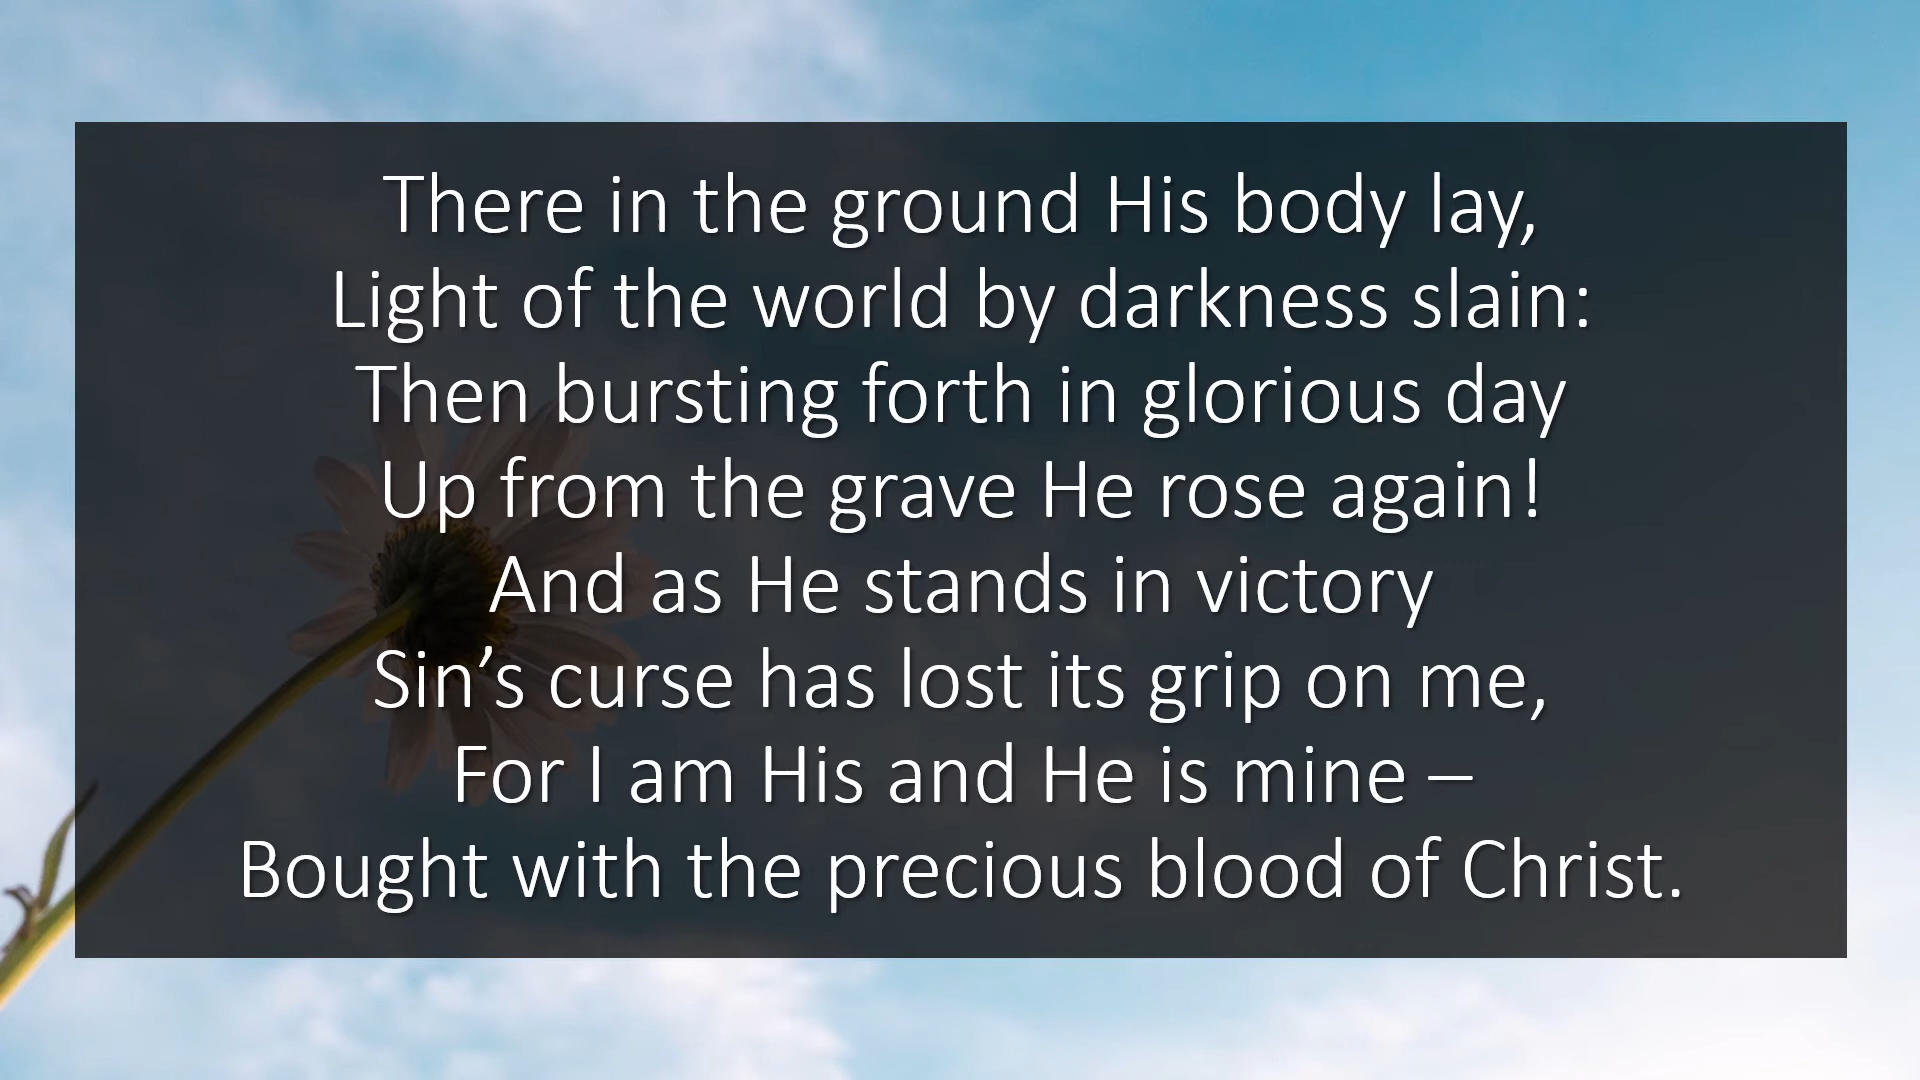 There in the ground His body lay,
Light of the world by darkness slain:
Then bursting forth in glorious day
Up from the grave He rose again!
And as He stands in victory
Sin’s curse has lost its grip on me,
For I am His and He is mine –
Bought with the precious blood of Christ.